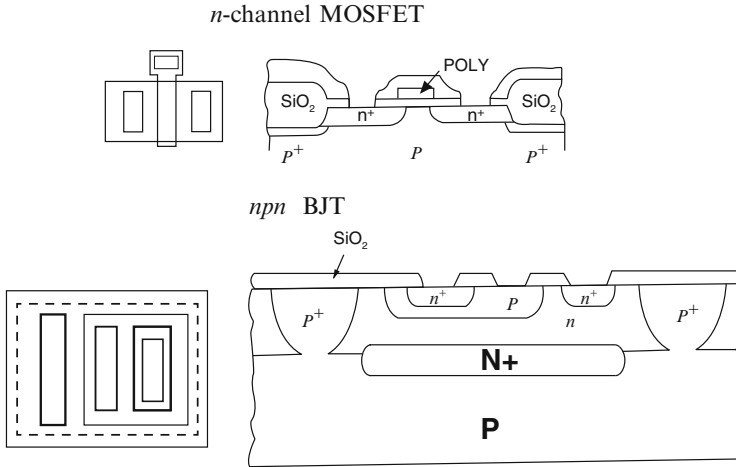 n-channel MOSFET
POLY
SiO2
SiO2
n+
n+
P+
P
P+
npn BJT
SiO2
n+
P
n+
P+
n
P+
N+
P